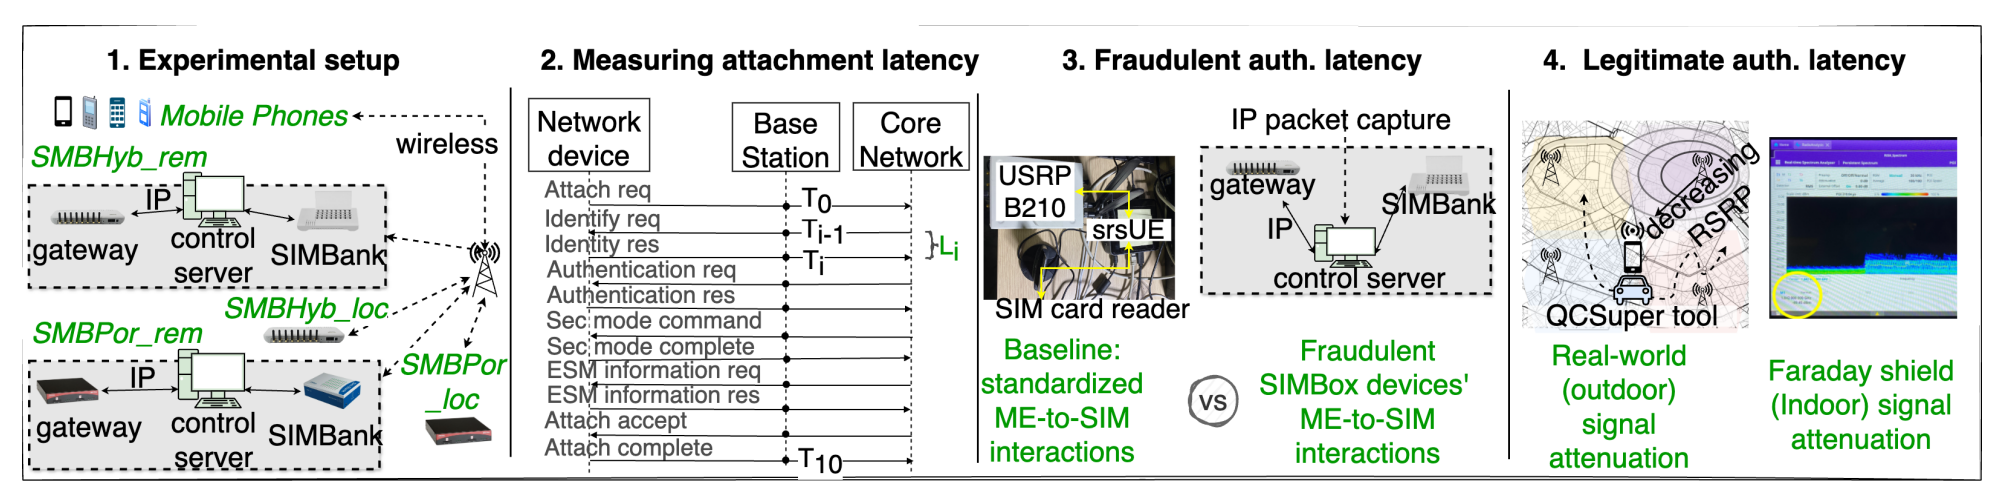 1. Experimental setup
Mobile Phones
wireless
SMBHyb_rem
IP
gateway
control
server
SIMBank
SMBHyb_loc
SMBPor_rem
IP
gateway
control
server
SIMBank
SMBPor
_loc
2. Measuring attachment latency
Network
device
Base
Station
Core
Network
Attach req
T0
Identify req
Ti-1
Identity res
Ti
Li
Authentication req
Authentication res
Sec mode command
Sec mode complete
ESM information req
ESM information res
Attach accept
Attach complete
T10
3. Fraudulent auth. latency
USRP
B210
srsUE
SIM card reader
Baseline:
standardized
ME-to-SIM
interactions
vs
IP packet capture
gateway
SIMBank
IP
control server
Fraudulent
SIMBox devices'
ME-to-SIM
interactions
4. Legitimate auth. latency
decreasing
RSRP
QCSuper tool
Real-world
(outdoor)
signal
attenuation
Faraday shield
(Indoor) signal
attenuation